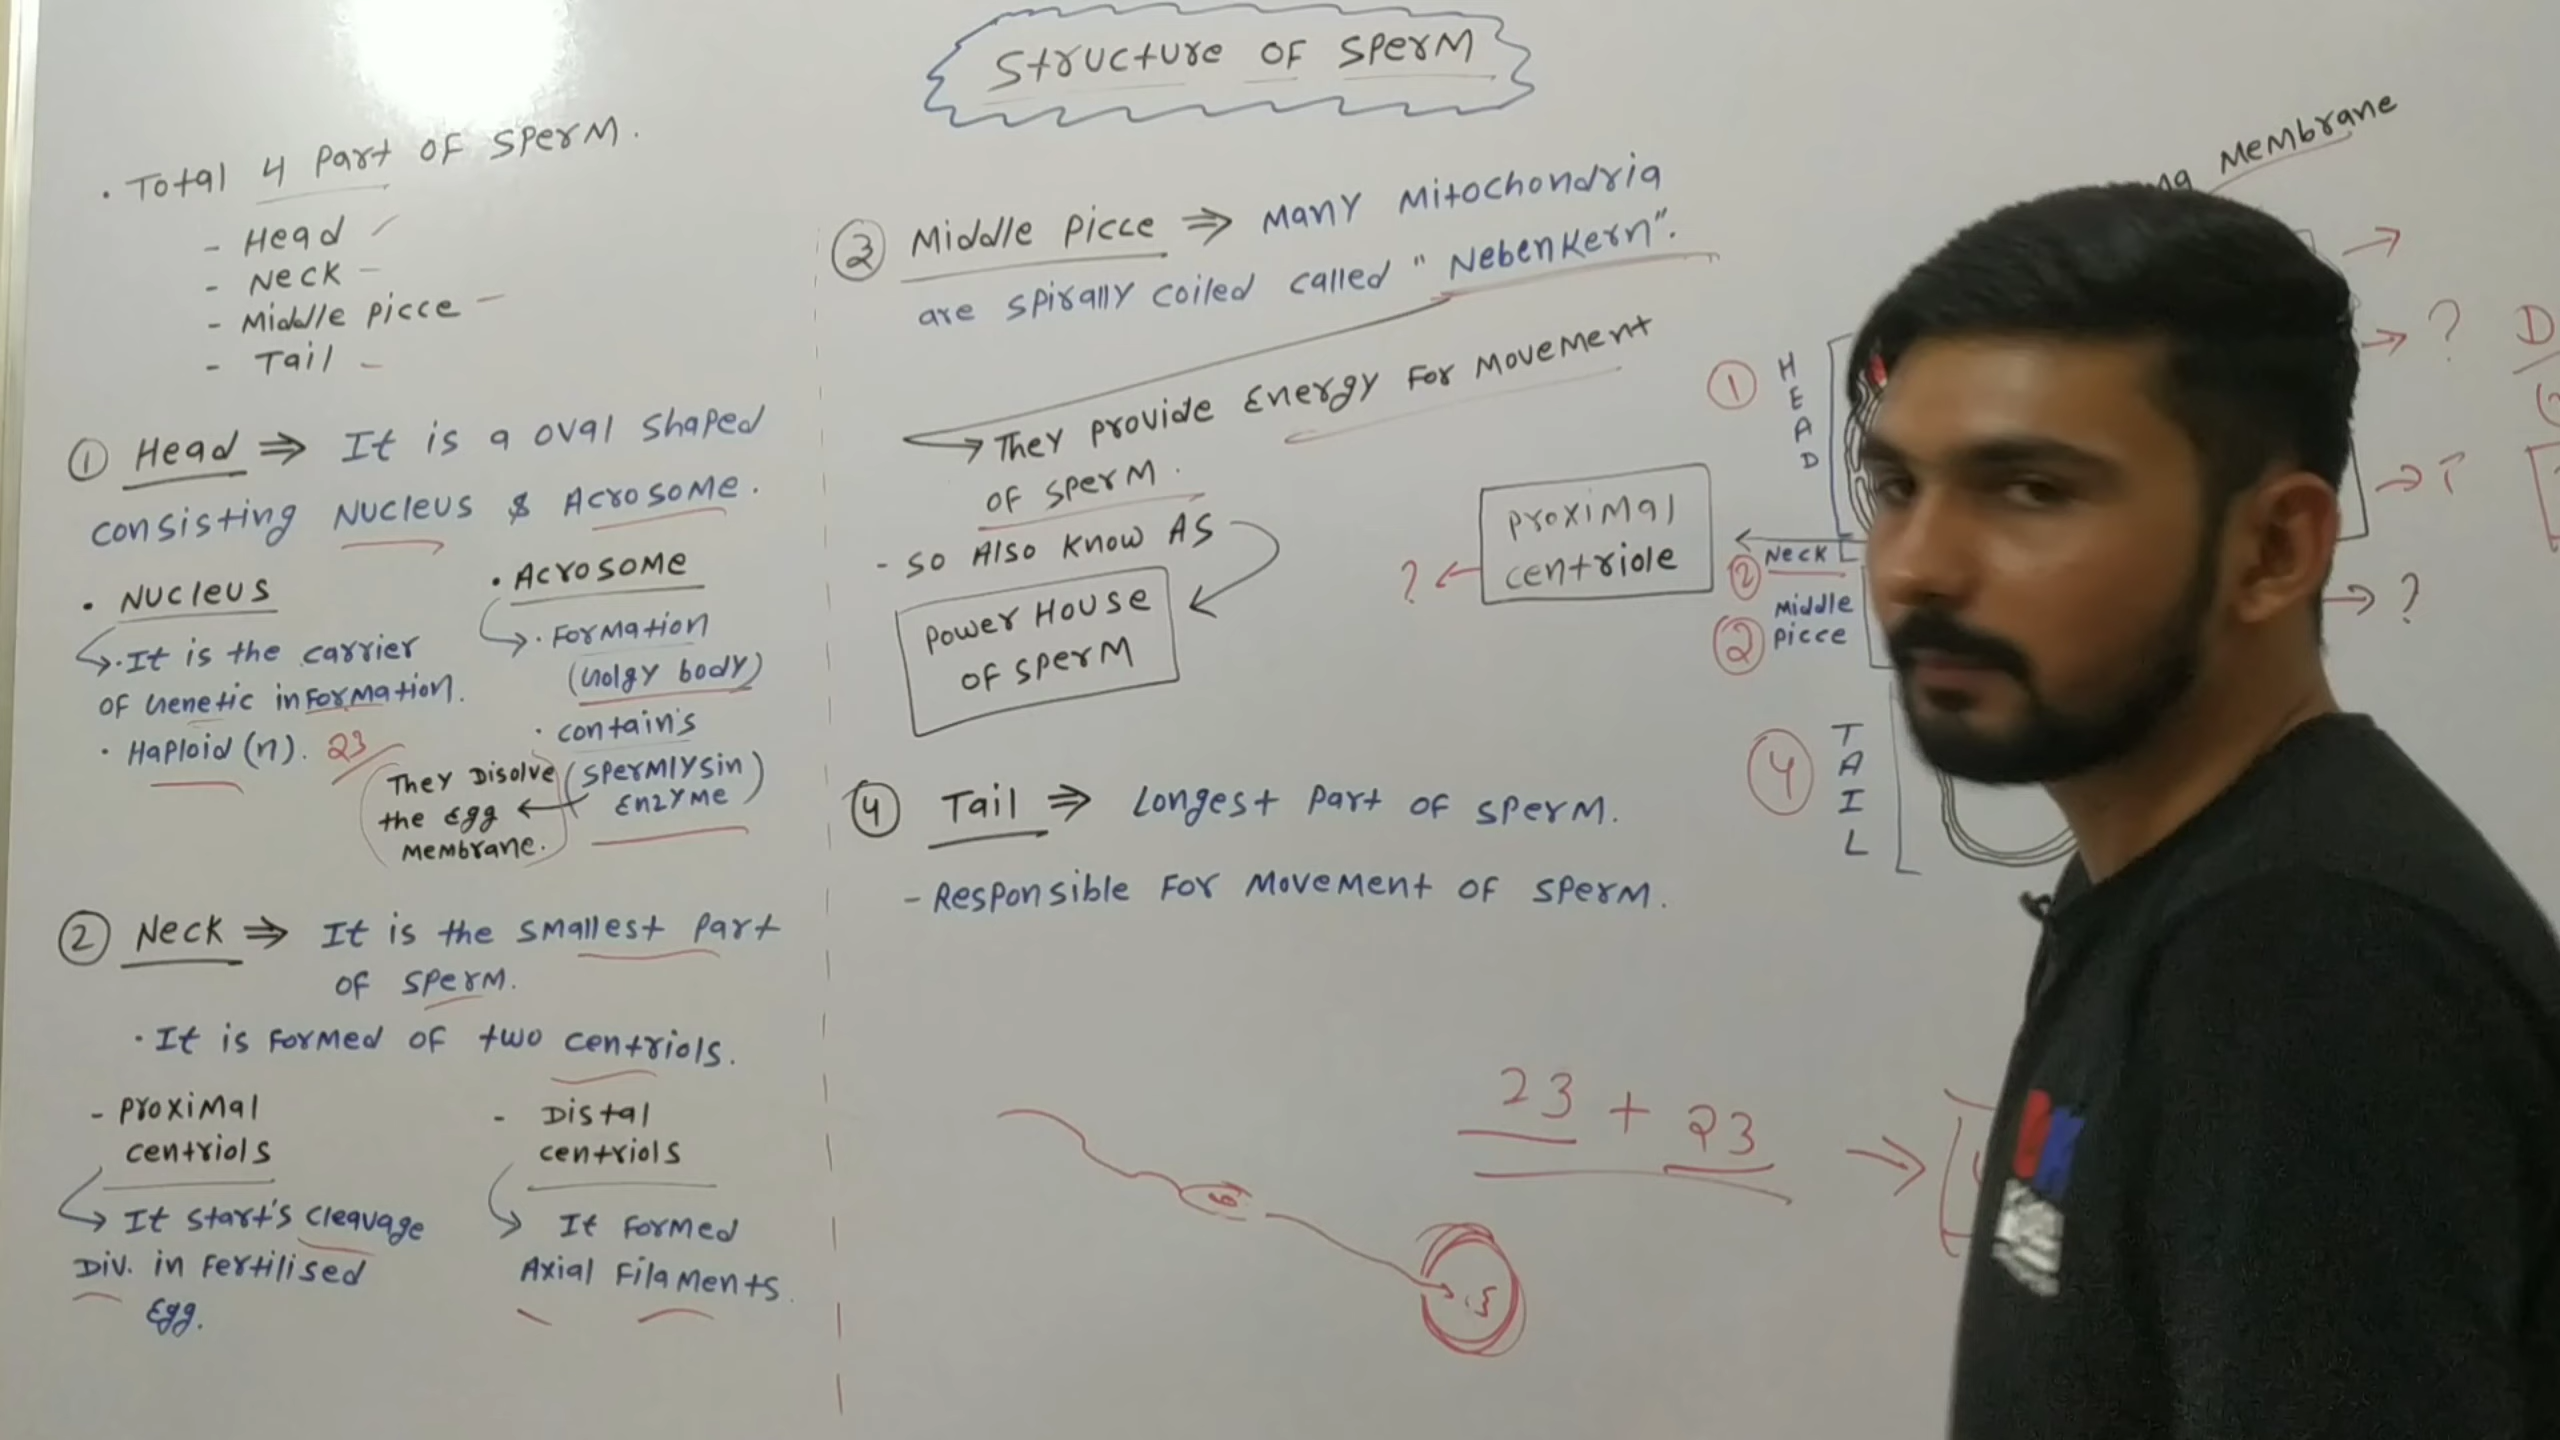 Structure of Sperm
• Total 4 Part of Sperm.
- Head
- Neck
- Middle Picce
- Tail
① Head ⇒ It is a oval shaped
consisting Nucleus & Acrosome.
• Nucleus
→ • It is the carrier
of Genetic information.
• Haploid (n). 23
• Acrosome
→ • Formation
(Golgy body)
• contain's
(Spermlysin
Enzyme)
They Disolve
the Egg ←
Membrane.
② Neck ⇒ It is the smallest Part
of sperm.
• It is formed of two centriols.
- Proximal
centriols
→ It start's cleavage
Div. in Fertilised
Egg.
- Distal
centriols
→ It formed
Axial Filaments.
③ Middle Picce ⇒ Many Mitochondria
are spirally coiled called "Nebenkern".
→ They provide Energy for Movement
of sperm.
- So Also Know AS
Power House
of sperm
④ Tail ⇒ Longest Part of sperm.
- Responsible for Movement of sperm.
23 + 23 →
Membrane
→
→ ?
→ ?
→ ?
① HEAD
proximal
centriole
? ←
② Neck
② Middle
Picce
④ TAIL
D